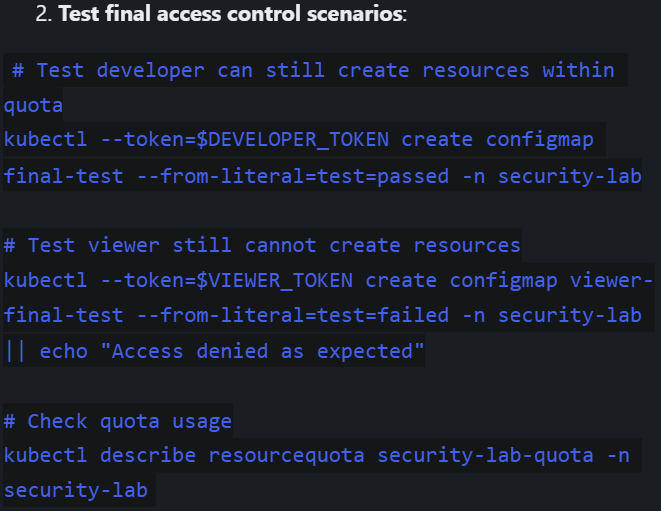 2. Test final access control scenarios:
# Test developer can still create resources within
quota
kubectl --token=$DEVELOPER_TOKEN create configmap
final-test --from-literal=test=passed -n security-lab
# Test viewer still cannot create resources
kubectl --token=$VIEWER_TOKEN create configmap viewer-
final-test --from-literal=test=failed -n security-lab
|| echo "Access denied as expected"
# Check quota usage
kubectl describe resourcequota security-lab-quota -n
security-lab